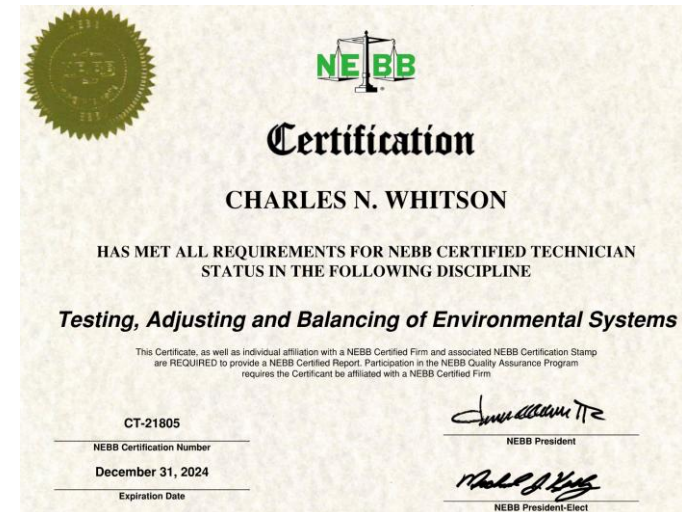 NEBB
Certification
CHARLES N. WHITSON
HAS MET ALL REQUIREMENTS FOR NEBB CERTIFIED TECHNICIAN
STATUS IN THE FOLLOWING DISCIPLINE
Testing, Adjusting and Balancing of Environmental Systems
This Certificate, as well as individual affiliation with a NEBB Certified Firm and associated NEBB Certification Stamp
are REQUIRED to provide a NEBB Certified Report. Participation in the NEBB Quality Assurance Program
requires the Certificant be affiliated with a NEBB Certified Firm
CT-21805
NEBB Certification Number
December 31, 2024
Expiration Date
NEBB President
NEBB President-Elect